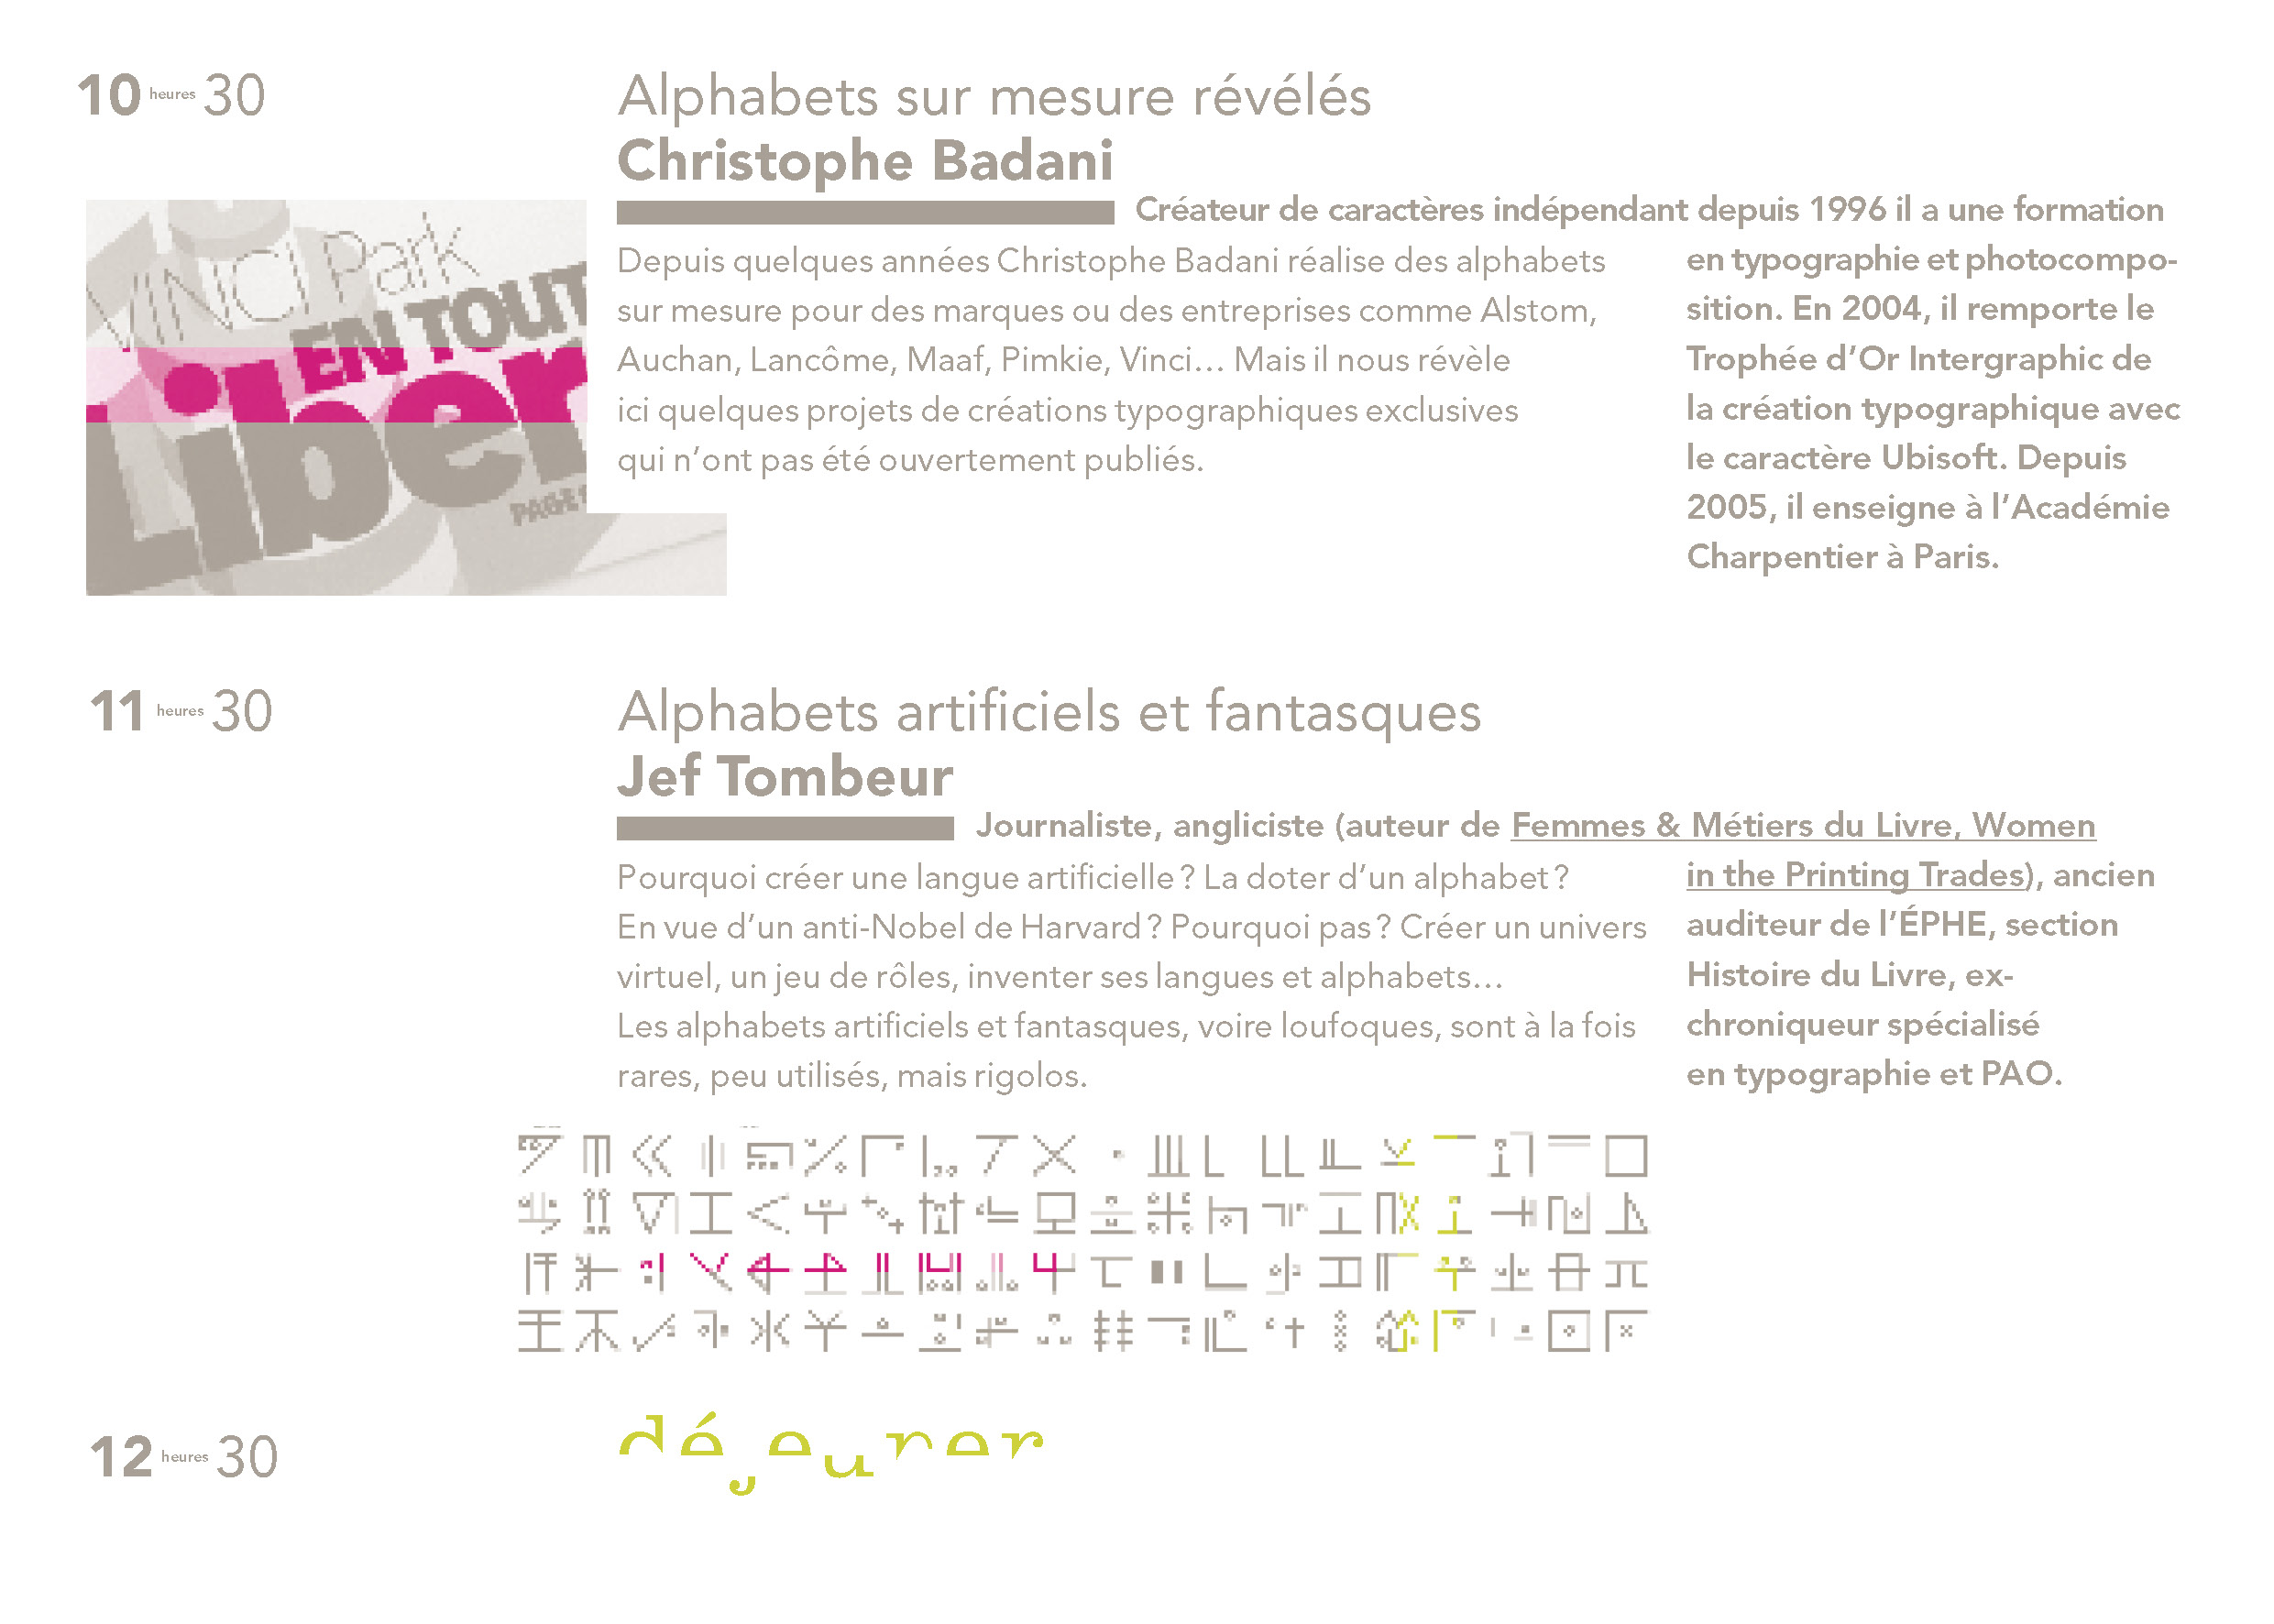 10 heures 30
Alphabets sur mesure révélés
Christophe Badani
Créateur de caractères indépendant depuis 1996 il a une formation
en typographie et photocompo-
sition. En 2004, il remporte le
Trophée d’Or Intergraphic de
la création typographique avec
le caractère Ubisoft. Depuis
2005, il enseigne à l’Académie
Charpentier à Paris.
Depuis quelques années Christophe Badani réalise des alphabets
sur mesure pour des marques ou des entreprises comme Alstom,
Auchan, Lancôme, Maaf, Pimkie, Vinci… Mais il nous révèle
ici quelques projets de créations typographiques exclusives
qui n’ont pas été ouvertement publiés.
VINCI Park
EN TOUT
Liber
PAGE
11 heures 30
Alphabets artificiels et fantasques
Jef Tombeur
Journaliste, angliciste (auteur de Femmes & Métiers du Livre, Women
in the Printing Trades), ancien
auditeur de l’ÉPHE, section
Histoire du Livre, ex-
chroniqueur spécialisé
en typographie et PAO.
Pourquoi créer une langue artificielle ? La doter d’un alphabet ?
En vue d’un anti-Nobel de Harvard ? Pourquoi pas ? Créer un univers
virtuel, un jeu de rôles, inventer ses langues et alphabets…
Les alphabets artificiels et fantasques, voire loufoques, sont à la fois
rares, peu utilisés, mais rigolos.
12 heures 30
déjeuner